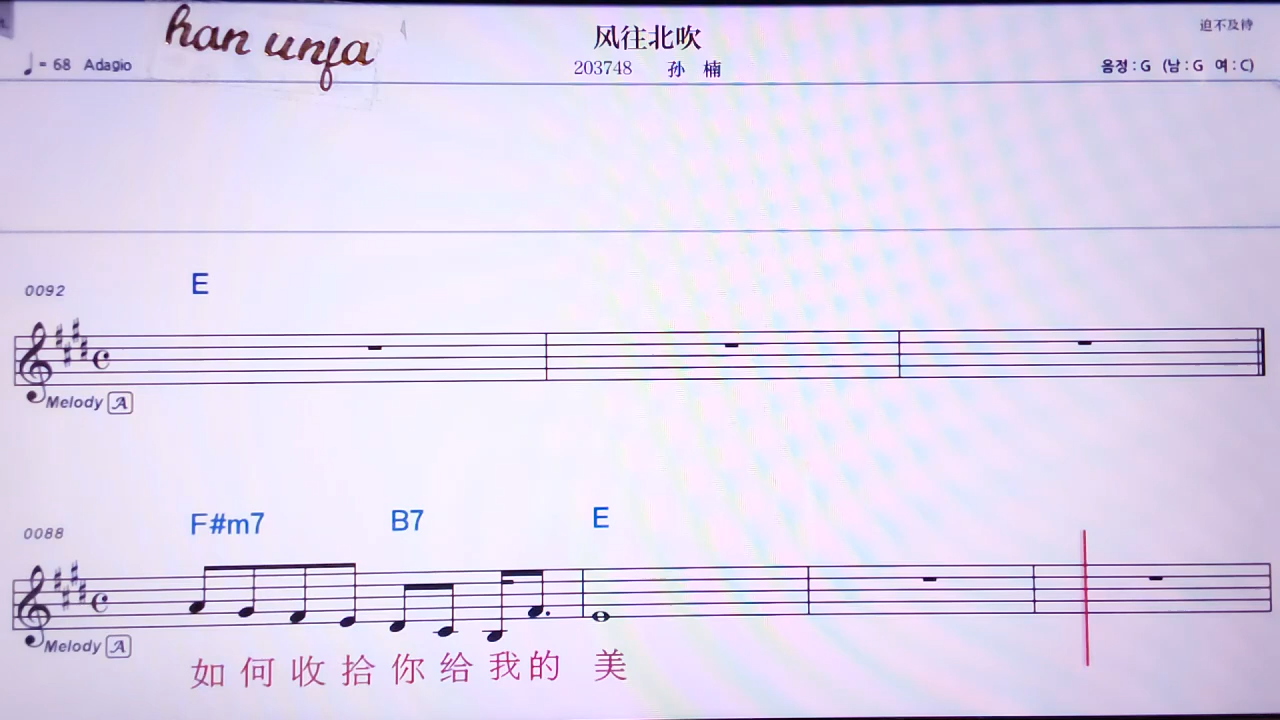 han unfa
风往北吹
迫不及待
♩= 68 Adagio
203748 孙 楠
음정 : G (남 : G 여 : C)
0092
E
Melody A
0088
F#m7 B7 E
Melody A
如何收拾你给我的 美